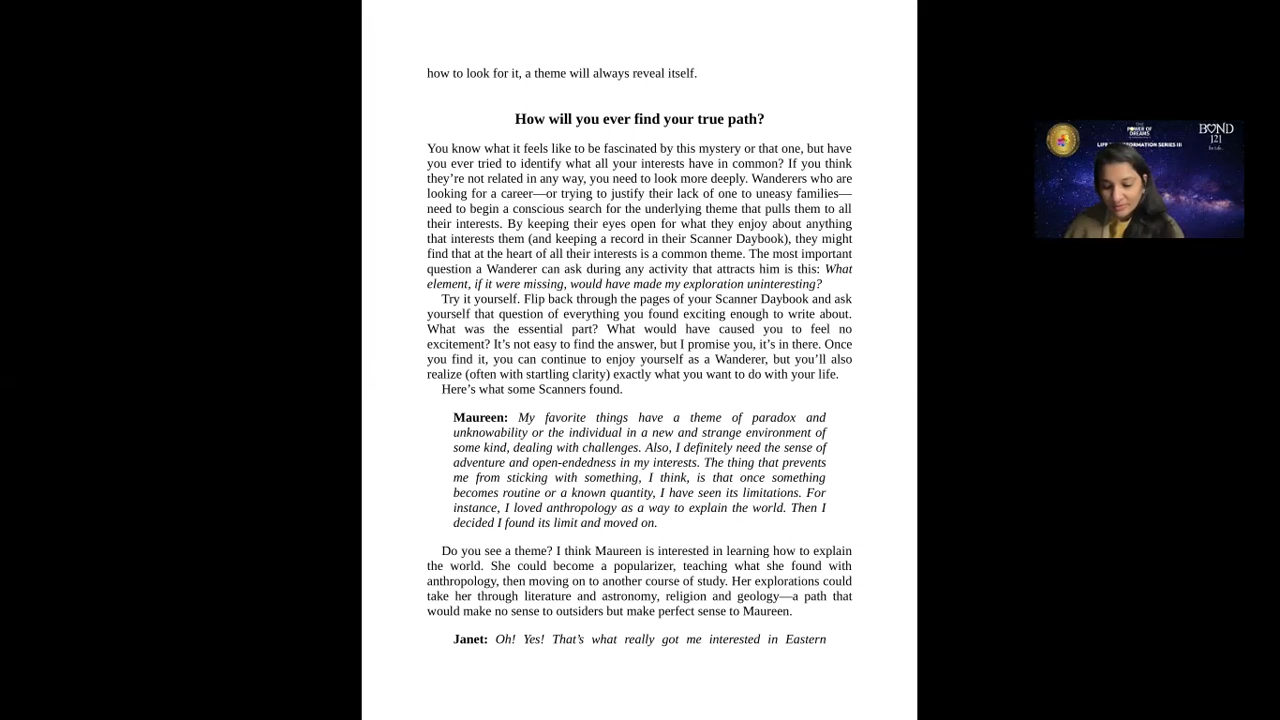 how to look for it, a theme will always reveal itself.
How will you ever find your true path?
You know what it feels like to be fascinated by this mystery or that one, but have
you ever tried to identify what all your interests have in common? If you think
they’re not related in any way, you need to look more deeply. Wanderers who are
looking for a career—or trying to justify their lack of one to uneasy families—
need to begin a conscious search for the underlying theme that pulls them to all
their interests. By keeping their eyes open for what they enjoy about anything
that interests them (and keeping a record in their Scanner Daybook), they might
find that at the heart of all their interests is a common theme. The most important
question a Wanderer can ask during any activity that attracts him is this: What
element, if it were missing, would have made my exploration uninteresting?
Try it yourself. Flip back through the pages of your Scanner Daybook and ask
yourself that question of everything you found exciting enough to write about.
What was the essential part? What would have caused you to feel no
excitement? It’s not easy to find the answer, but I promise you, it’s in there. Once
you find it, you can continue to enjoy yourself as a Wanderer, but you’ll also
realize (often with startling clarity) exactly what you want to do with your life.
Here’s what some Scanners found.
Maureen: My favorite things have a theme of paradox and
unknowability or the individual in a new and strange environment of
some kind, dealing with challenges. Also, I definitely need the sense of
adventure and open-endedness in my interests. The thing that prevents
me from sticking with something, I think, is that once something
becomes routine or a known quantity, I have seen its limitations. For
instance, I loved anthropology as a way to explain the world. Then I
decided I found its limit and moved on.
Do you see a theme? I think Maureen is interested in learning how to explain
the world. She could become a popularizer, teaching what she found with
anthropology, then moving on to another course of study. Her explorations could
take her through literature and astronomy, religion and geology—a path that
would make no sense to outsiders but make perfect sense to Maureen.
Janet: Oh! Yes! That’s what really got me interested in Eastern
THE
POWER OF
DREAMS
LIFE ORMATION SERIES III
BOND
121